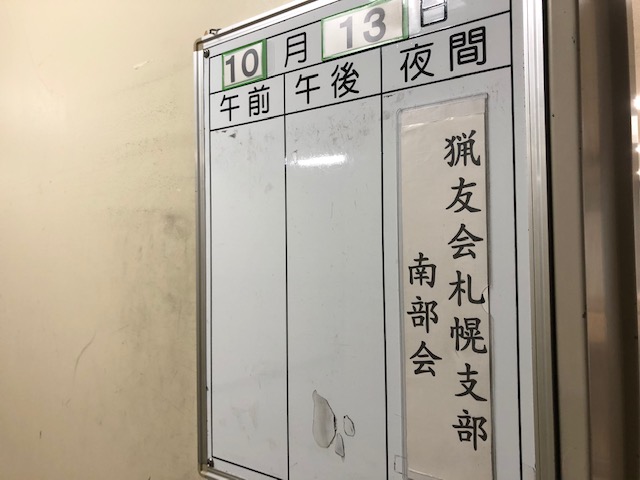 10月13日
午前 午後 夜間
猟友会札幌支部
南部会